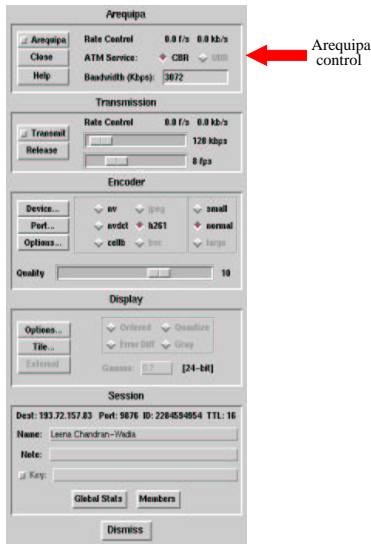 Arequipa
Arequipa Rate Control 0.0 f/s 0.0 kb/s
Close ATM Service: CBR UBR
Help Bandwidth (Kbps): 3072
Arequipa control
Transmission
Rate Control 0.0 f/s 0.0 kb/s
Transmit 128 kbps
Release 8 fps
Encoder
Device... nv jpeg small
Port... nvdct h261 normal
Options... cellb bvc large
Quality 10
Display
Options... Ordered Quantize
Tile... Error Diff Gray
External Gamma: 0.7 [24-bit]
Session
Dest: 193.72.157.83 Port: 9876 ID: 2284594954 TTL: 16
Name: Leena Chandran-Wadia
Note:
Key:
Global Stats Members
Dismiss